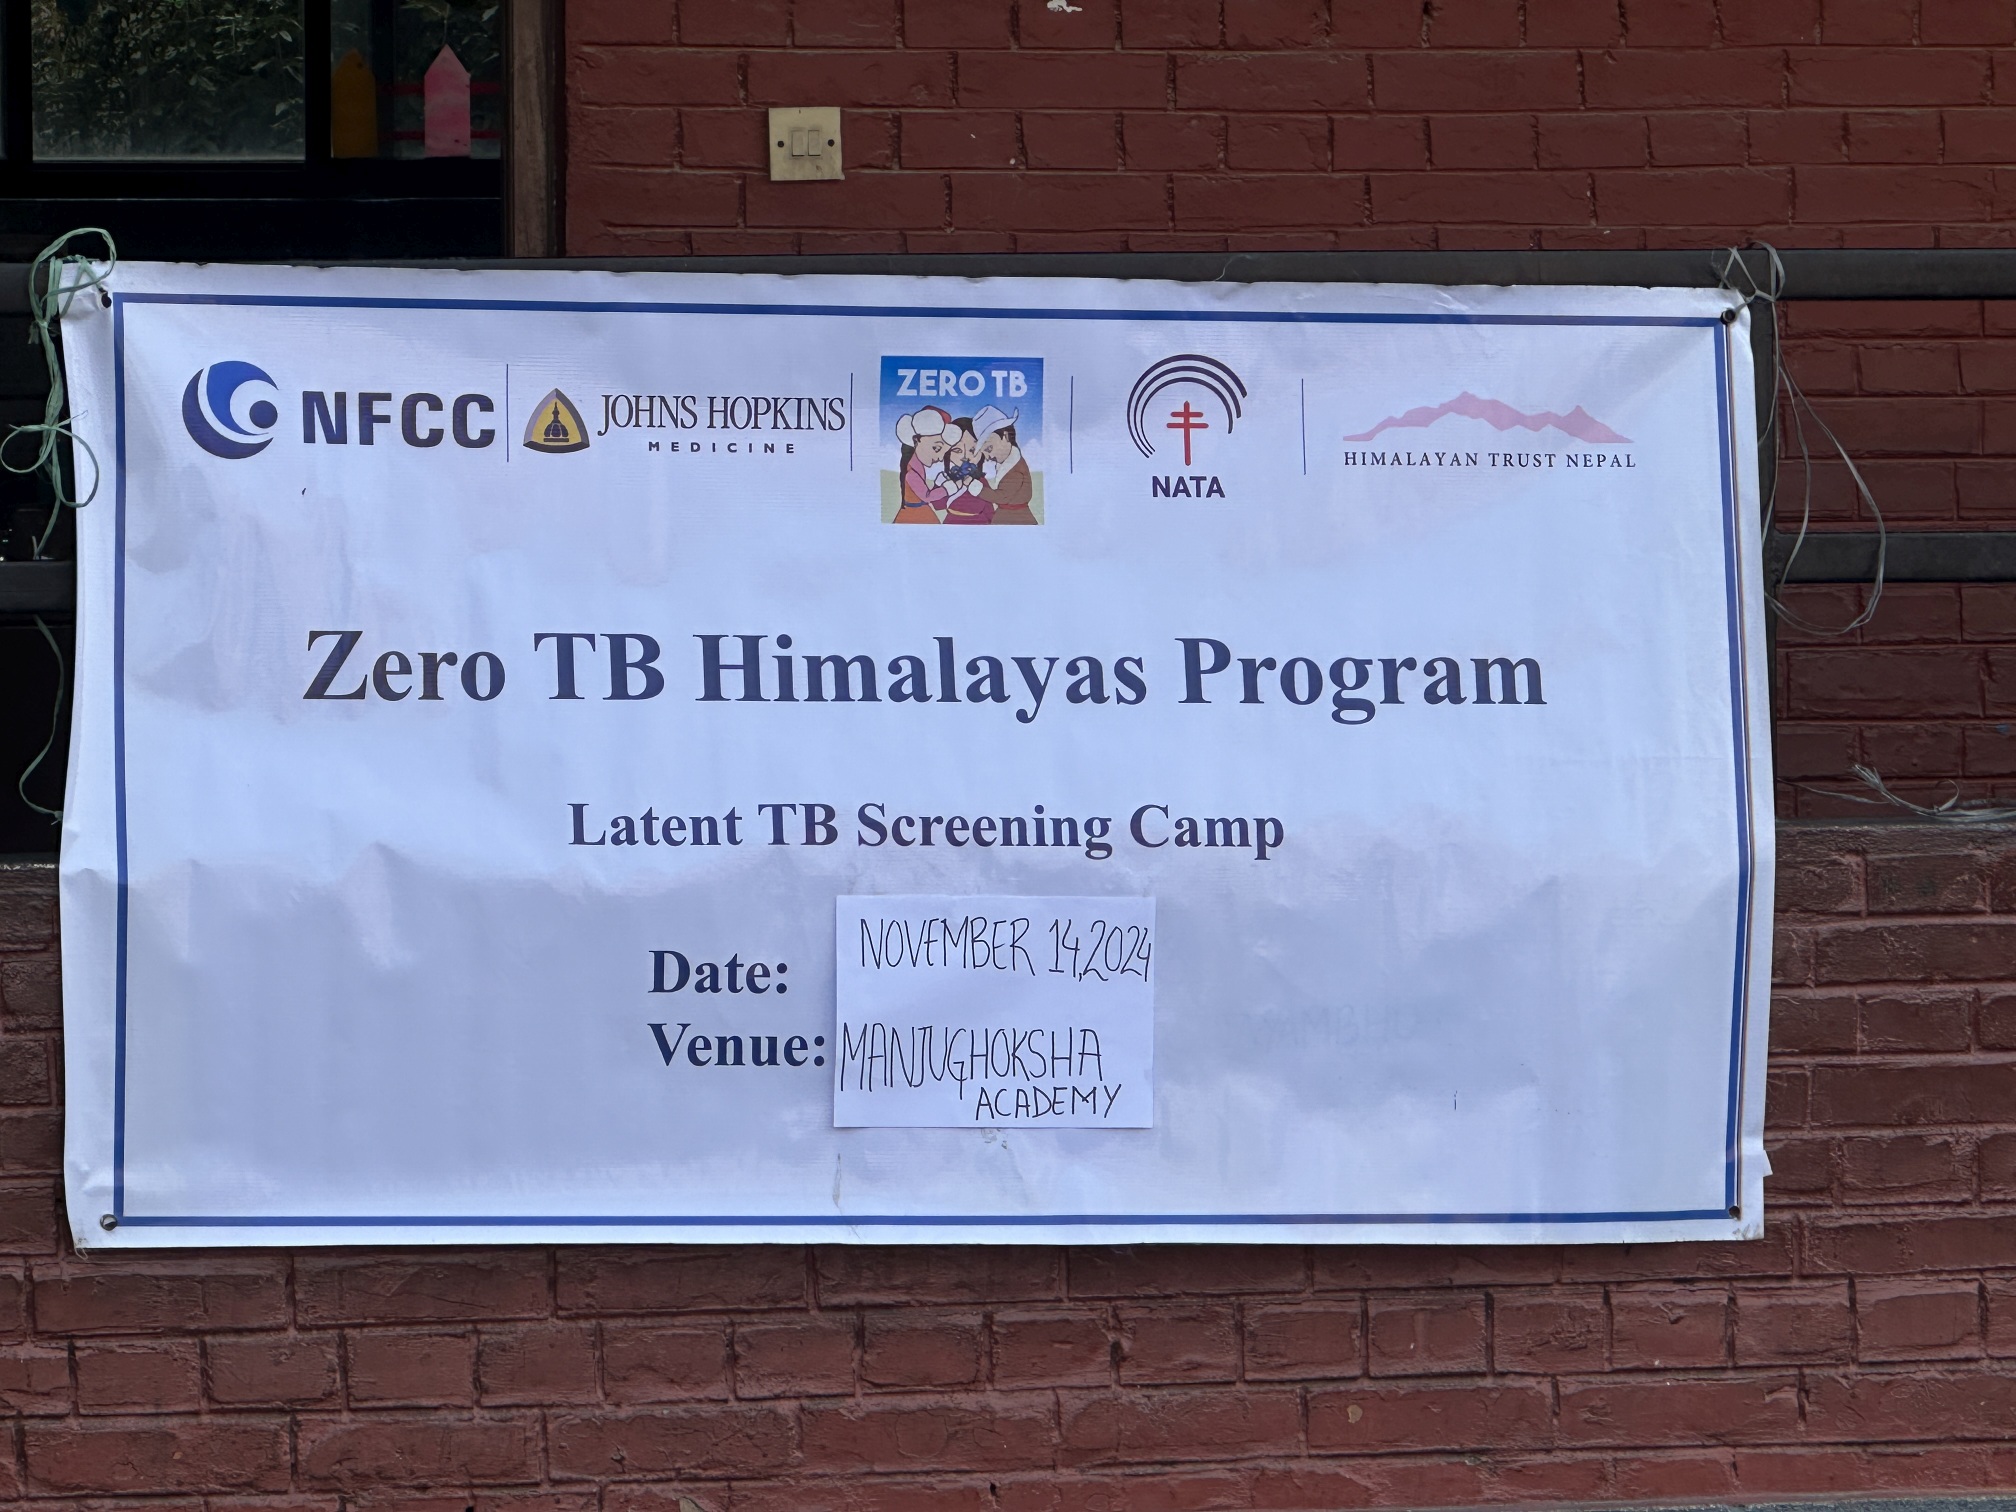 NFCC
JOHNS HOPKINS
MEDICINE
ZERO TB
NATA
HIMALAYAN TRUST NEPAL
Zero TB Himalayas Program
Latent TB Screening Camp
Date: NOVEMBER 14,2024
Venue: MANJUGHOKSHA
ACADEMY